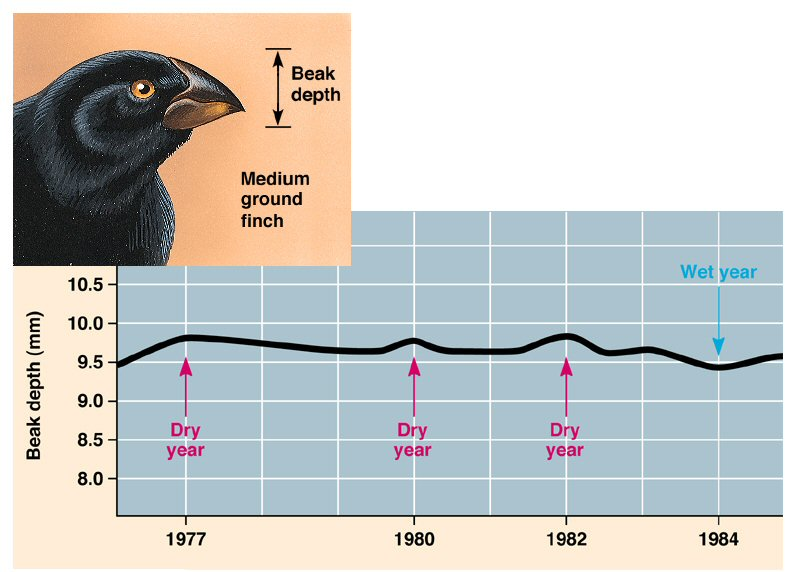 Beak
depth
Medium
ground
finch
Wet year
10.5
10.0
9.5
9.0
8.5
8.0
Beak depth (mm)
Dry
year
Dry
year
Dry
year
1977
1980
1982
1984